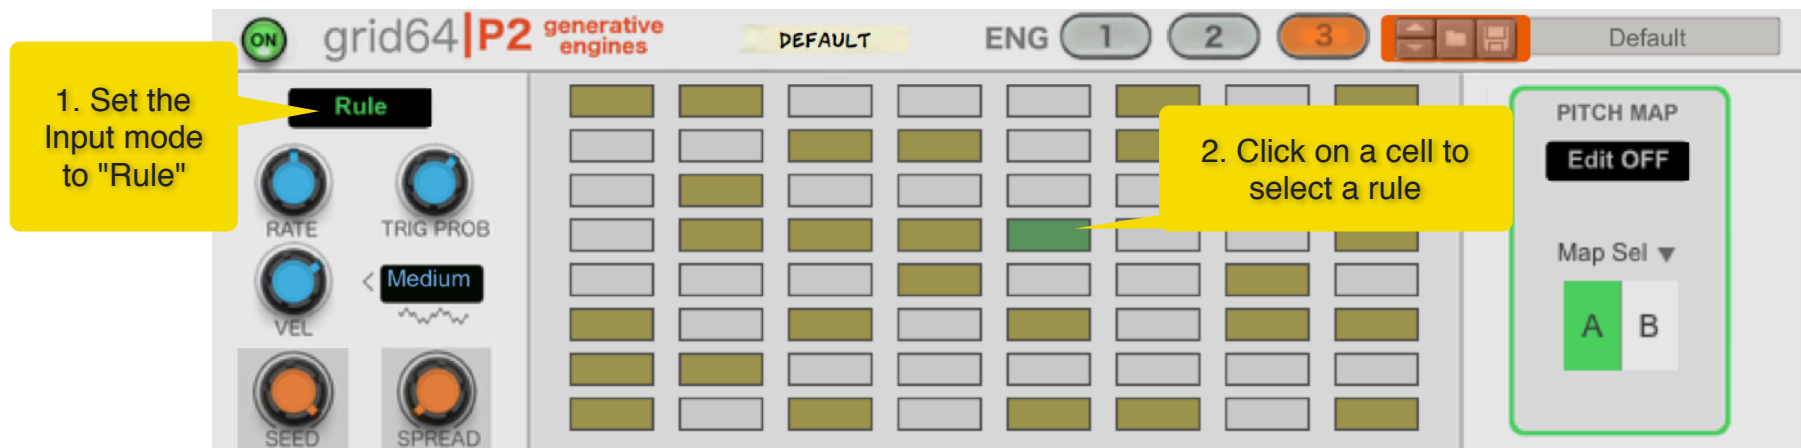 ON
grid64|P2 generative engines
DEFAULT
ENG 1 2 3
Default
1. Set the
Input mode
to "Rule"
Rule
RATE
TRIG PROB
VEL
< Medium
SEED
SPREAD
2. Click on a cell to
select a rule
PITCH MAP
Edit OFF
Map Sel ▼
A B